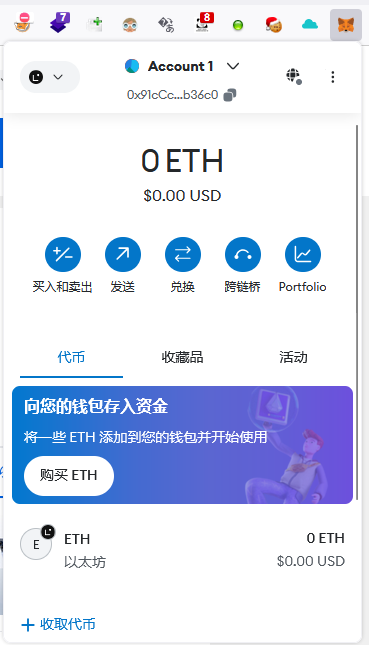 7
8
Account 1
0x91cCc...b36c0
0 ETH
$0.00 USD
买入和卖出
发送
兑换
跨链桥
Portfolio
代币
收藏品
活动
向您的钱包存入资金
将一些 ETH 添加到您的钱包并开始使用
购买 ETH
E
ETH
0 ETH
以太坊
$0.00 USD
收取代币